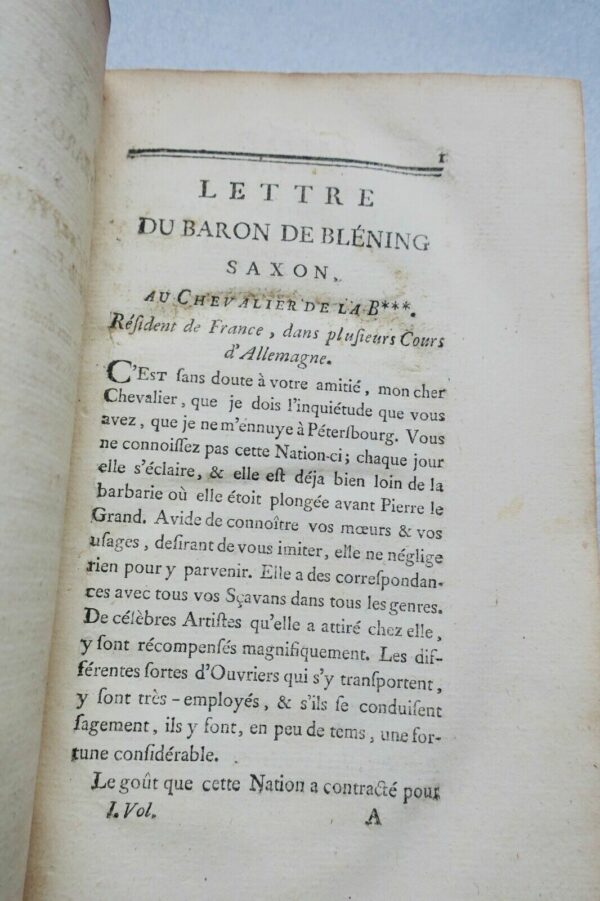 1
LETTRE
DU BARON DE BLÉNING
SAXON,
AU CHEVALIER DE LA B***.
Réſident de France, dans pluſieurs Cours
d'Allemagne.
C'EST ſans doute à votre amitié, mon cher
Chevalier, que je dois l'inquiétude que vous
avez, que je ne m'ennuye à Péterſbourg. Vous
ne connoiſſez pas cette Nation-ci; chaque jour
elle s'éclaire, & elle eſt déja bien loin de la
barbarie où elle étoit plongée avant Pierre le
Grand. Avide de connoître vos mœurs & vos
uſages, deſirant de vous imiter, elle ne néglige
rien pour y parvenir. Elle a des correſpondan-
ces avec tous vos Sçavans dans tous les genres.
De célèbres Artiſtes qu'elle a attiré chez elle,
y ſont récompenſés magnifiquement. Les dif-
férentes ſortes d'Ouvriers qui s'y tranſportent,
y ſont très-employés, & s'ils ſe conduiſent
ſagement, ils y font, en peu de tems, une for-
tune conſidérable.
Le goût que cette Nation a contracté pour
I. Vol. A